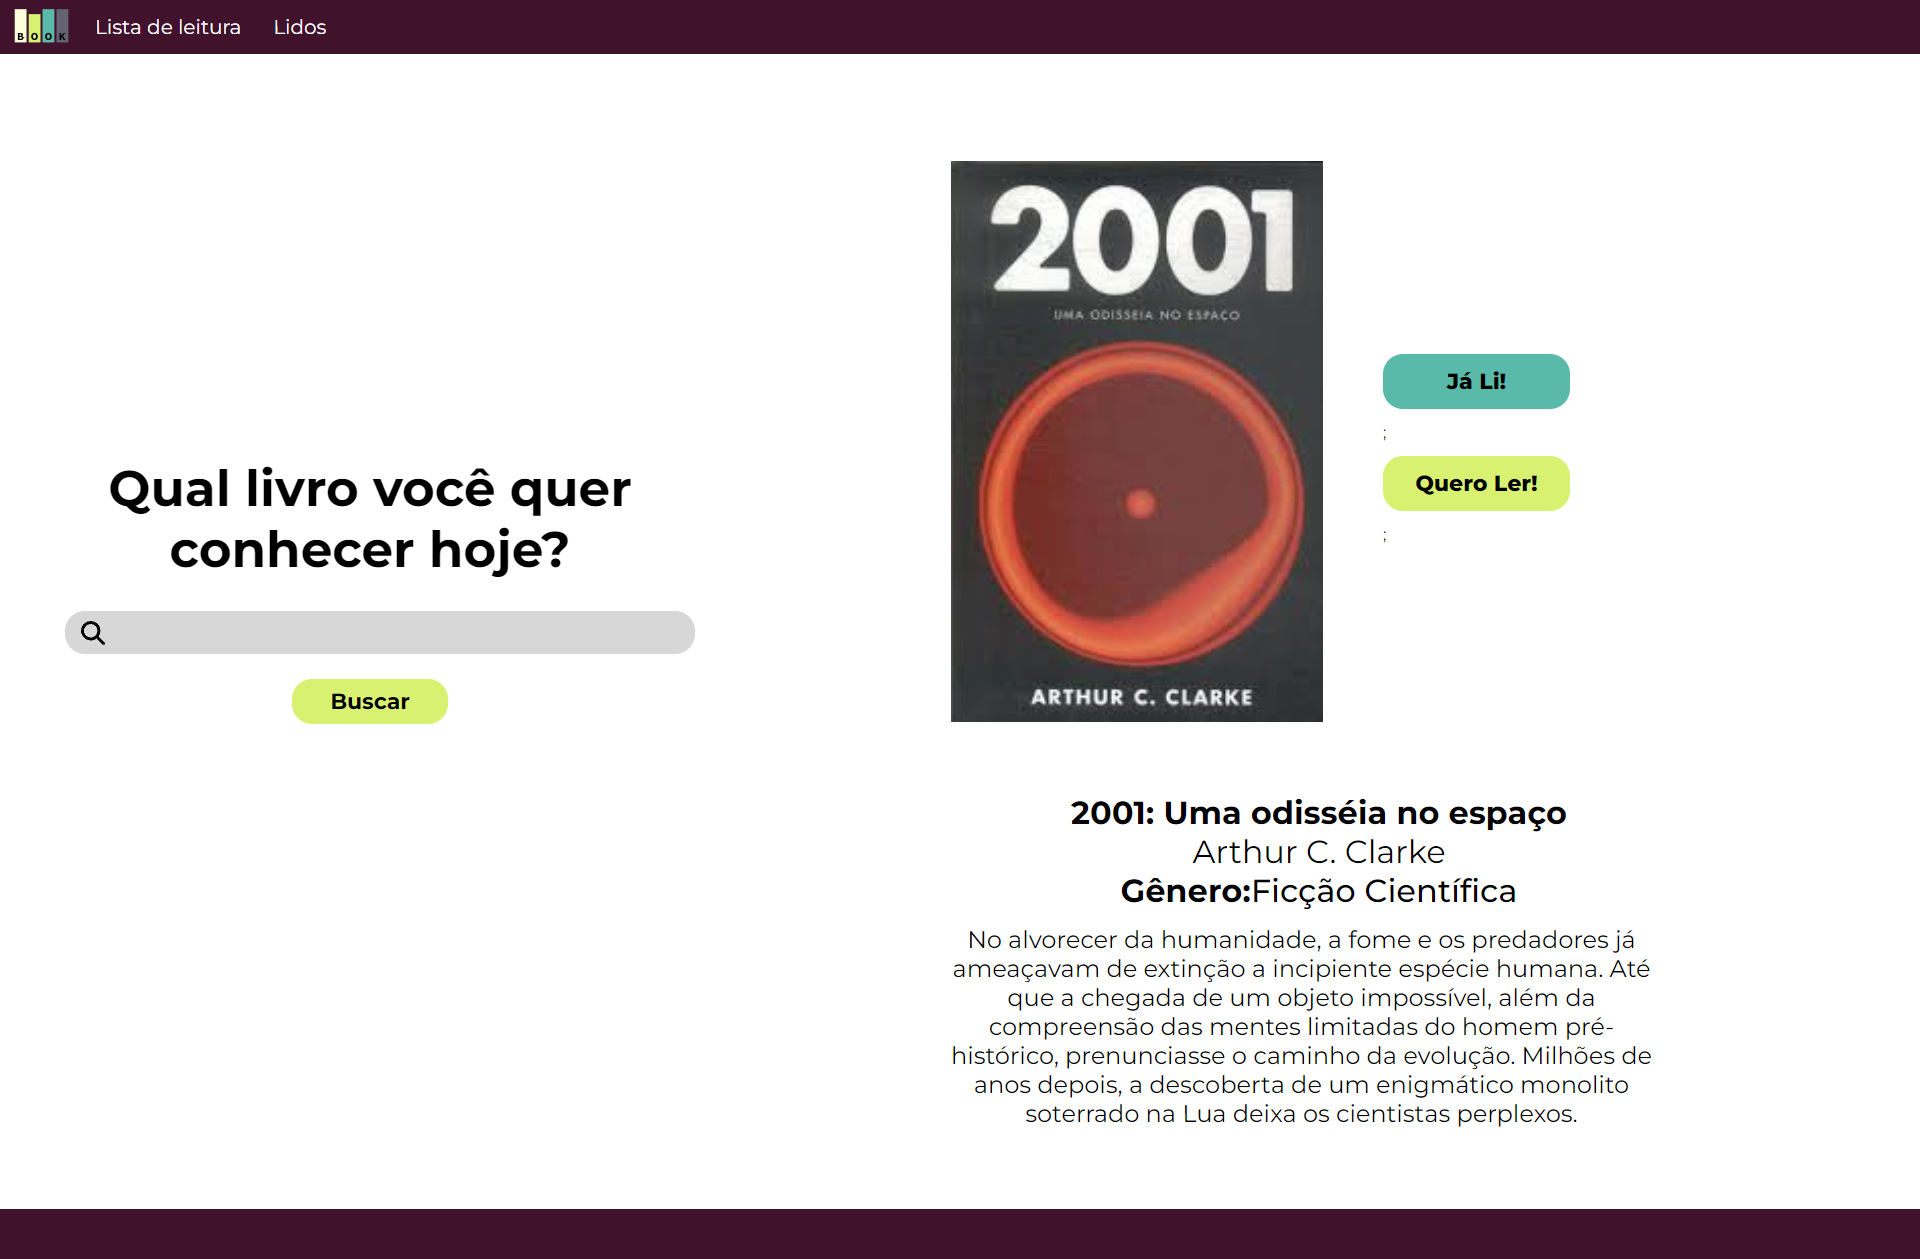 BOOK
Lista de leitura
Lidos
Qual livro você quer
conhecer hoje?
Buscar
2001
UMA ODISSEIA NO ESPAÇO
ARTHUR C. CLARKE
Já Li!
;
Quero Ler!
;
2001: Uma odisséia no espaço
Arthur C. Clarke
Gênero:Ficção Científica
No alvorecer da humanidade, a fome e os predadores já
ameaçavam de extinção a incipiente espécie humana. Até
que a chegada de um objeto impossível, além da
compreensão das mentes limitadas do homem pré-
histórico, prenunciasse o caminho da evolução. Milhões de
anos depois, a descoberta de um enigmático monolito
soterrado na Lua deixa os cientistas perplexos.